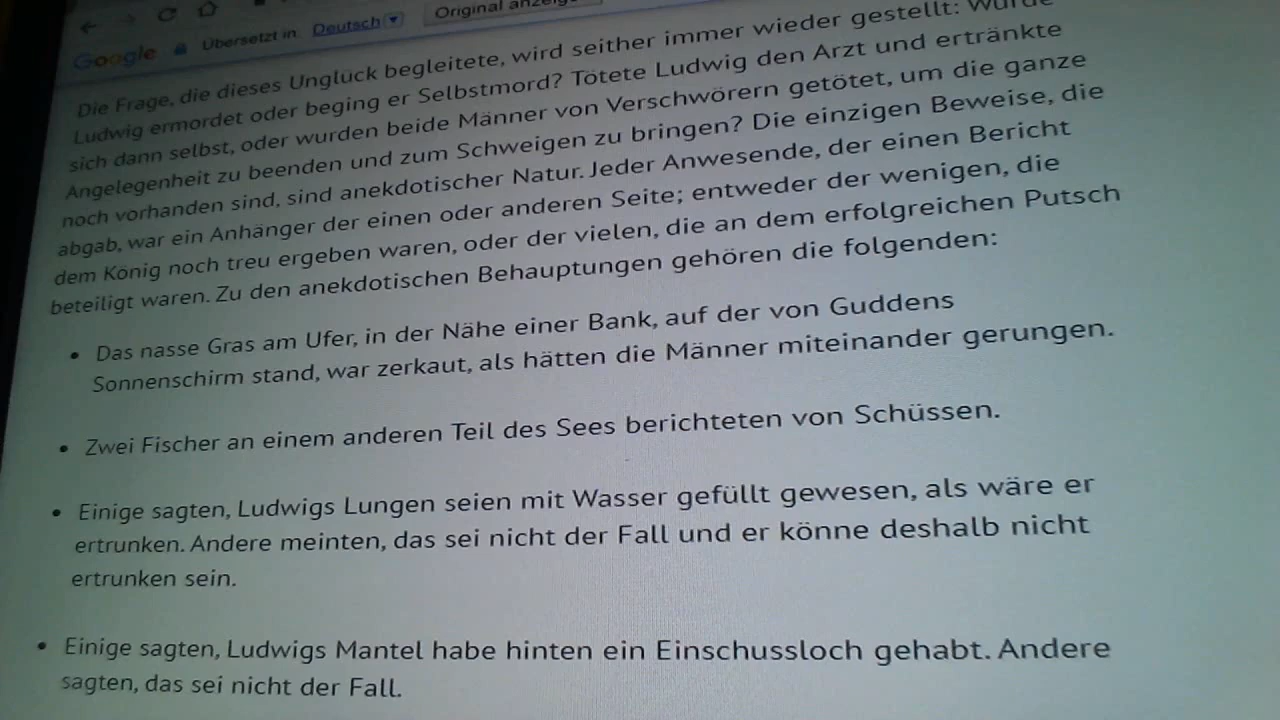 Google Übersetzt in: Deutsch Original
Die Frage, die dieses Unglück begleitete, wird seither immer wieder gestellt: Wurde
Ludwig ermordet oder beging er Selbstmord? Tötete Ludwig den Arzt und ertränkte
sich dann selbst, oder wurden beide Männer von Verschwörern getötet, um die ganze
Angelegenheit zu beenden und zum Schweigen zu bringen? Die einzigen Beweise, die
noch vorhanden sind, sind anekdotischer Natur. Jeder Anwesende, der einen Bericht
abgab, war ein Anhänger der einen oder anderen Seite; entweder der wenigen, die
dem König noch treu ergeben waren, oder der vielen, die an dem erfolgreichen Putsch
beteiligt waren. Zu den anekdotischen Behauptungen gehören die folgenden:
• Das nasse Gras am Ufer, in der Nähe einer Bank, auf der von Guddens
Sonnenschirm stand, war zerkaut, als hätten die Männer miteinander gerungen.
• Zwei Fischer an einem anderen Teil des Sees berichteten von Schüssen.
• Einige sagten, Ludwigs Lungen seien mit Wasser gefüllt gewesen, als wäre er
ertrunken. Andere meinten, das sei nicht der Fall und er könne deshalb nicht
ertrunken sein.
• Einige sagten, Ludwigs Mantel habe hinten ein Einschussloch gehabt. Andere
sagten, das sei nicht der Fall.